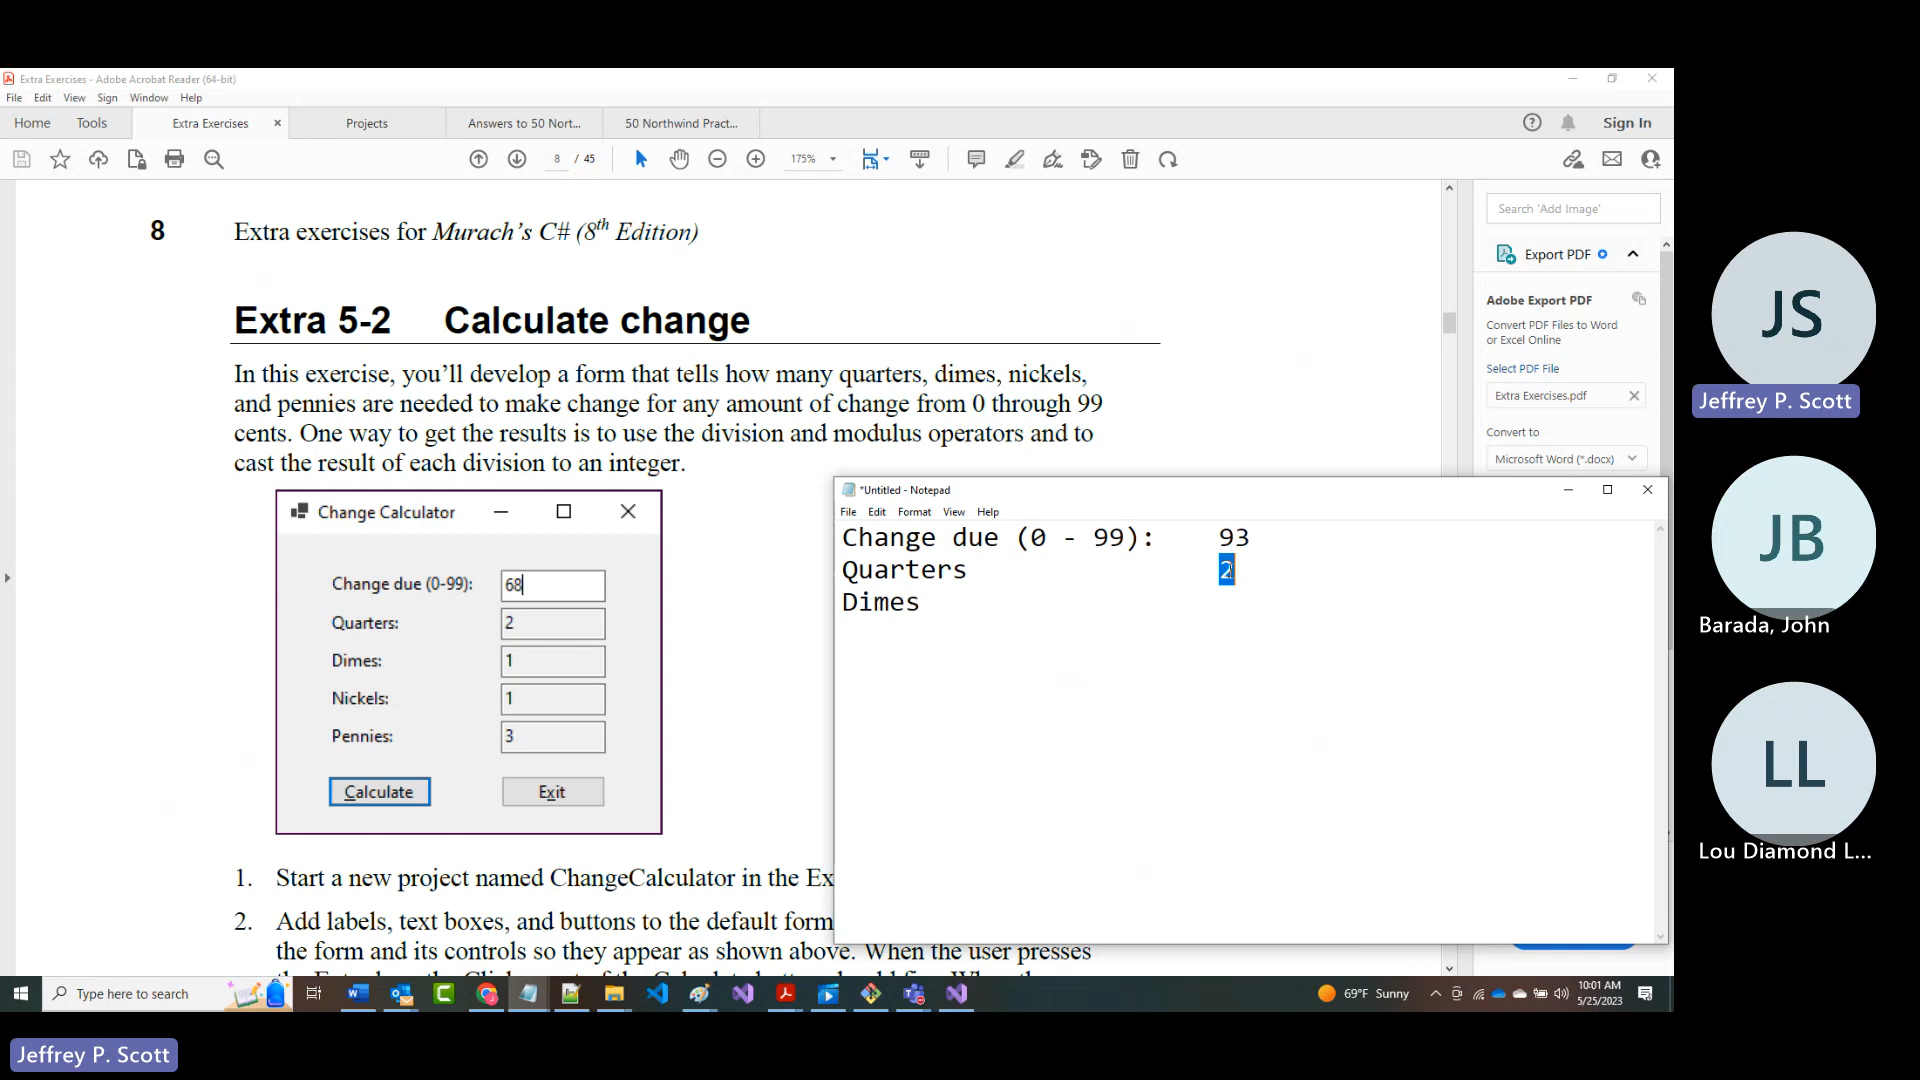 Extra Exercises - Adobe Acrobat Reader (64-bit)
File Edit View Sign Window Help
Home Tools Extra Exercises × Projects Answers to 50 Nort... 50 Northwind Pract... Sign In
8 / 45 175%
Search 'Add Image'
8 Extra exercises for Murach's C# (8th Edition)
Export PDF
Extra 5-2 Calculate change
Adobe Export PDF
Convert PDF Files to Word
or Excel Online
Select PDF File
Extra Exercises.pdf
Convert to
Microsoft Word (*.docx)
In this exercise, you'll develop a form that tells how many quarters, dimes, nickels,
and pennies are needed to make change for any amount of change from 0 through 99
cents. One way to get the results is to use the division and modulus operators and to
cast the result of each division to an integer.
Change Calculator
Change due (0-99): 68
Quarters: 2
Dimes: 1
Nickels: 1
Pennies: 3
Calculate Exit
*Untitled - Notepad
File Edit Format View Help
Change due (0 - 99): 93
Quarters 2
Dimes
1. Start a new project named ChangeCalculator in the Ex
2. Add labels, text boxes, and buttons to the default form
the form and its controls so they appear as shown above. When the user presses
Type here to search
69°F Sunny
10:01 AM
5/25/2023
JS
Jeffrey P. Scott
JB
Barada, John
LL
Lou Diamond L...
Jeffrey P. Scott